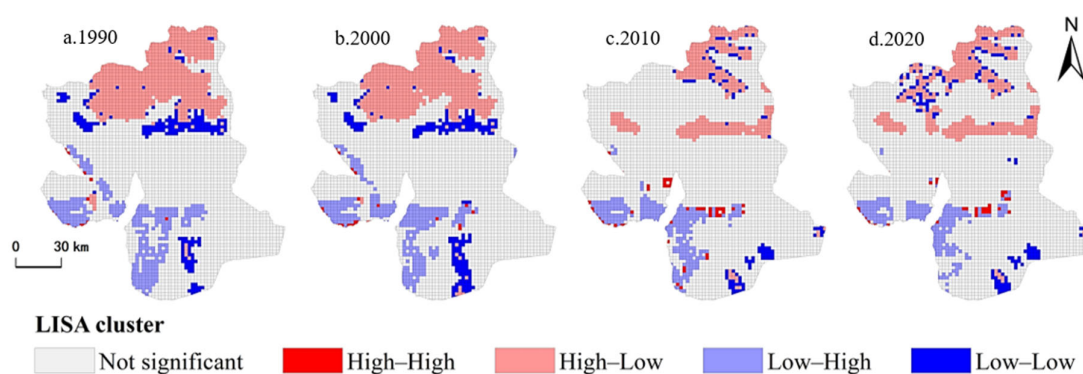 a.1990
b.2000
c.2010
d.2020
N
0 30 km
LISA cluster
Not significant
High–High
High–Low
Low–High
Low–Low